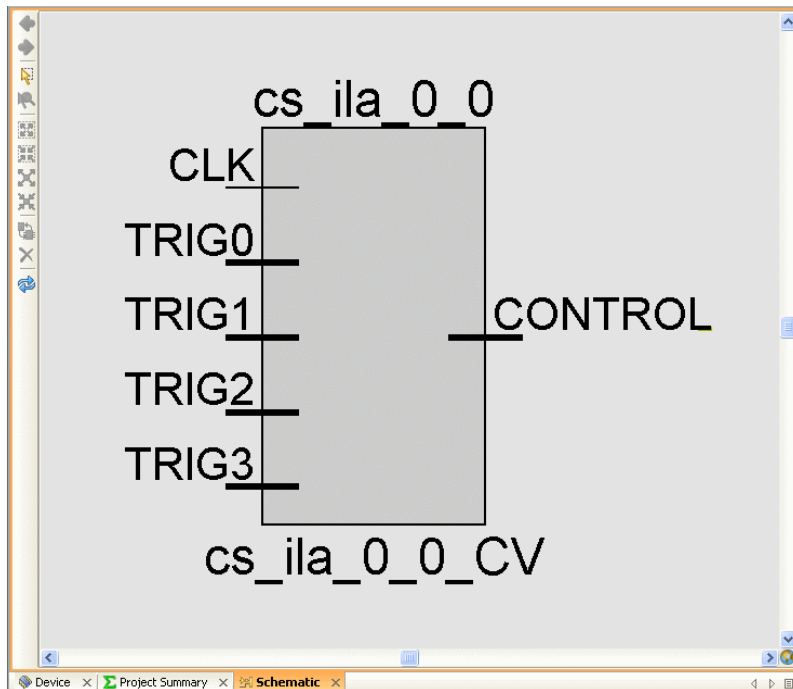 cs_ila_0_0
CLK
TRIG0
TRIG1
CONTROL
TRIG2
TRIG3
cs_ila_0_0_CV
Device Project Summary Schematic